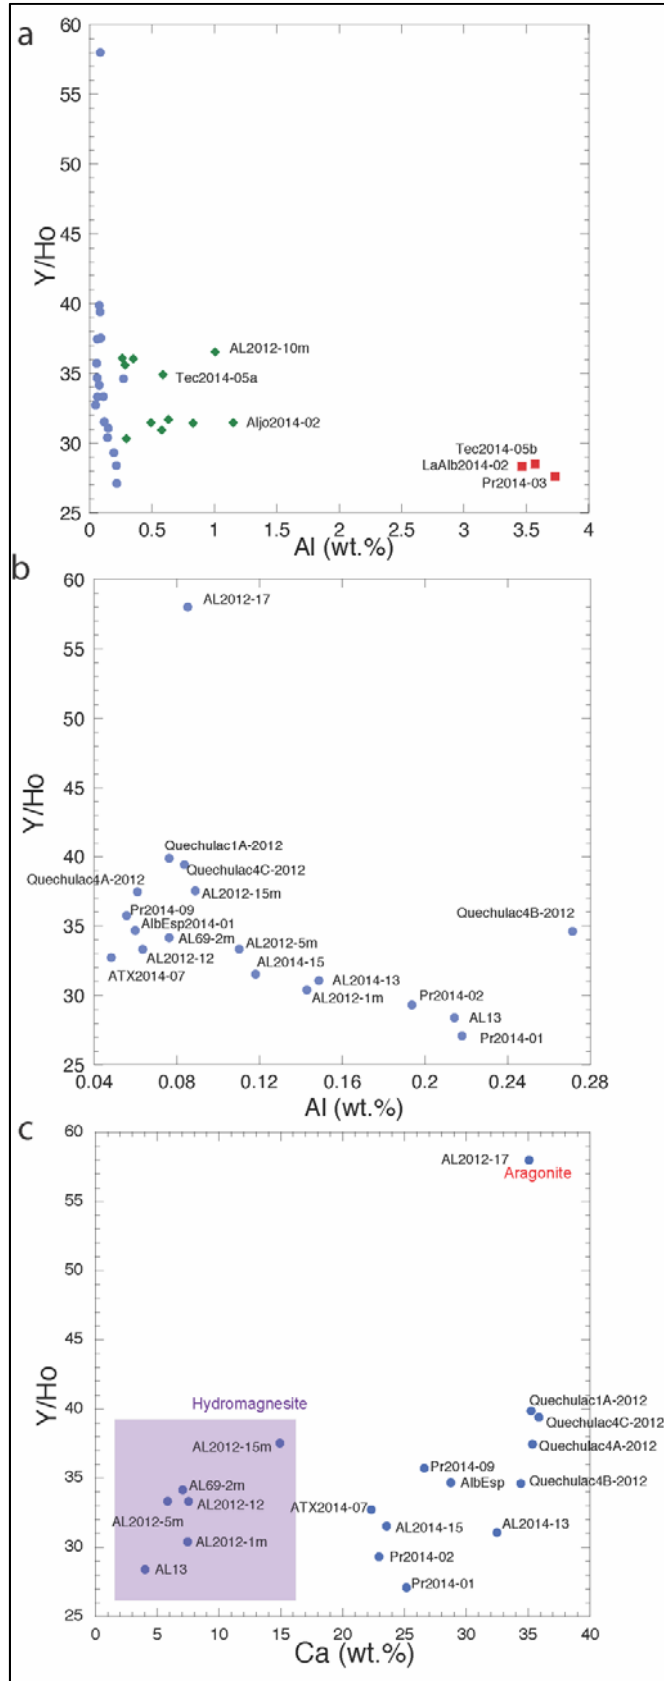 a
60
55
50
45
40
35
30
25
Y/Ho
AL2012-10m
Tec2014-05a
Aljo2014-02
Tec2014-05b
LaAlb2014-02
Pr2014-03
0 0.5 1 1.5 2 2.5 3 3.5 4
Al (wt.%)
b
60
55
50
45
40
35
30
25
Y/Ho
AL2012-17
Quechulac1A-2012
Quechulac4C-2012
Quechulac4A-2012
AL2012-15m
Pr2014-09
AlbEsp2014-01
Quechulac4B-2012
AL69-2m
AL2012-5m
AL2012-12
AL2014-15
ATX2014-07
AL2014-13
AL2012-1m
Pr2014-02
AL13
Pr2014-01
0.04 0.08 0.12 0.16 0.2 0.24 0.28
Al (wt.%)
c
60
55
50
45
40
35
30
25
Y/Ho
AL2012-17
Aragonite
Hydromagnesite
Quechulac1A-2012
Quechulac4C-2012
AL2012-15m
Quechulac4A-2012
Pr2014-09
AL69-2m
AlbEsp
Quechulac4B-2012
AL2012-12
ATX2014-07
AL2012-5m
AL2014-15
AL2014-13
AL2012-1m
Pr2014-02
AL13
Pr2014-01
0 5 10 15 20 25 30 35 40
Ca (wt.%)